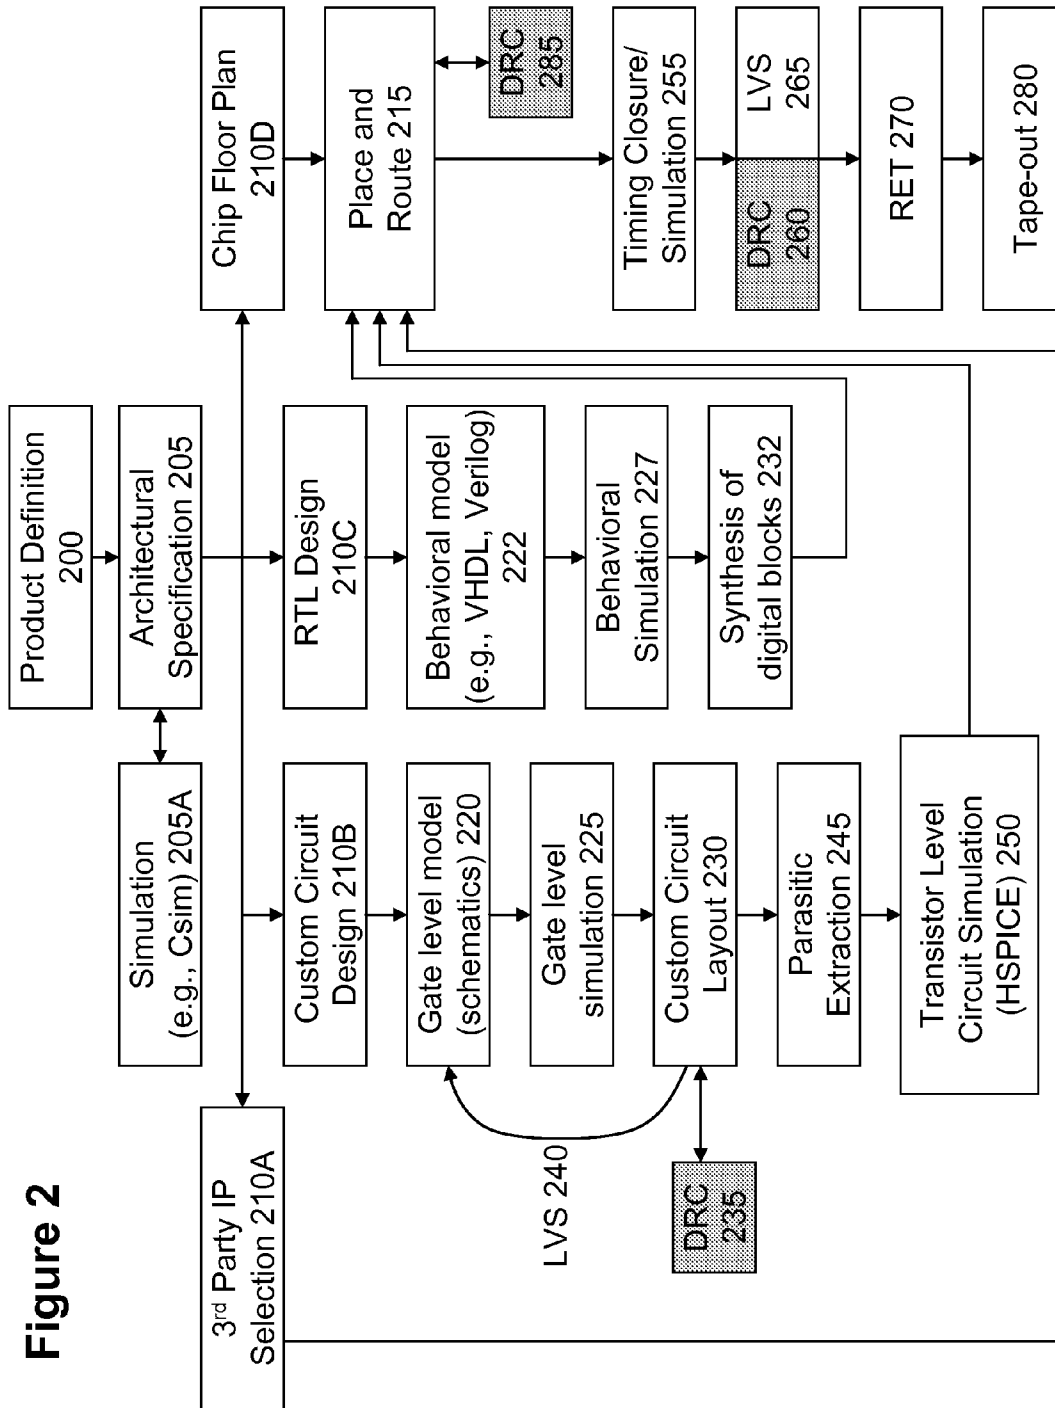 Figure 2
Product Definition
200
Simulation
(e.g., Csim) 205A
Architectural
Specification 205
3rd Party IP
Selection 210A
Custom Circuit
Design 210B
RTL Design
210C
Chip Floor Plan
210D
Gate level model
(schematics) 220
Behavioral model
(e.g., VHDL, Verilog)
222
Place and
Route 215
DRC
285
Gate level
simulation 225
Behavioral
Simulation 227
LVS 240
Custom Circuit
Layout 230
DRC
235
Synthesis of
digital blocks 232
Timing Closure/
Simulation 255
Parasitic
Extraction 245
DRC
260
LVS
265
Transistor Level
Circuit Simulation
(HSPICE) 250
RET 270
Tape-out 280